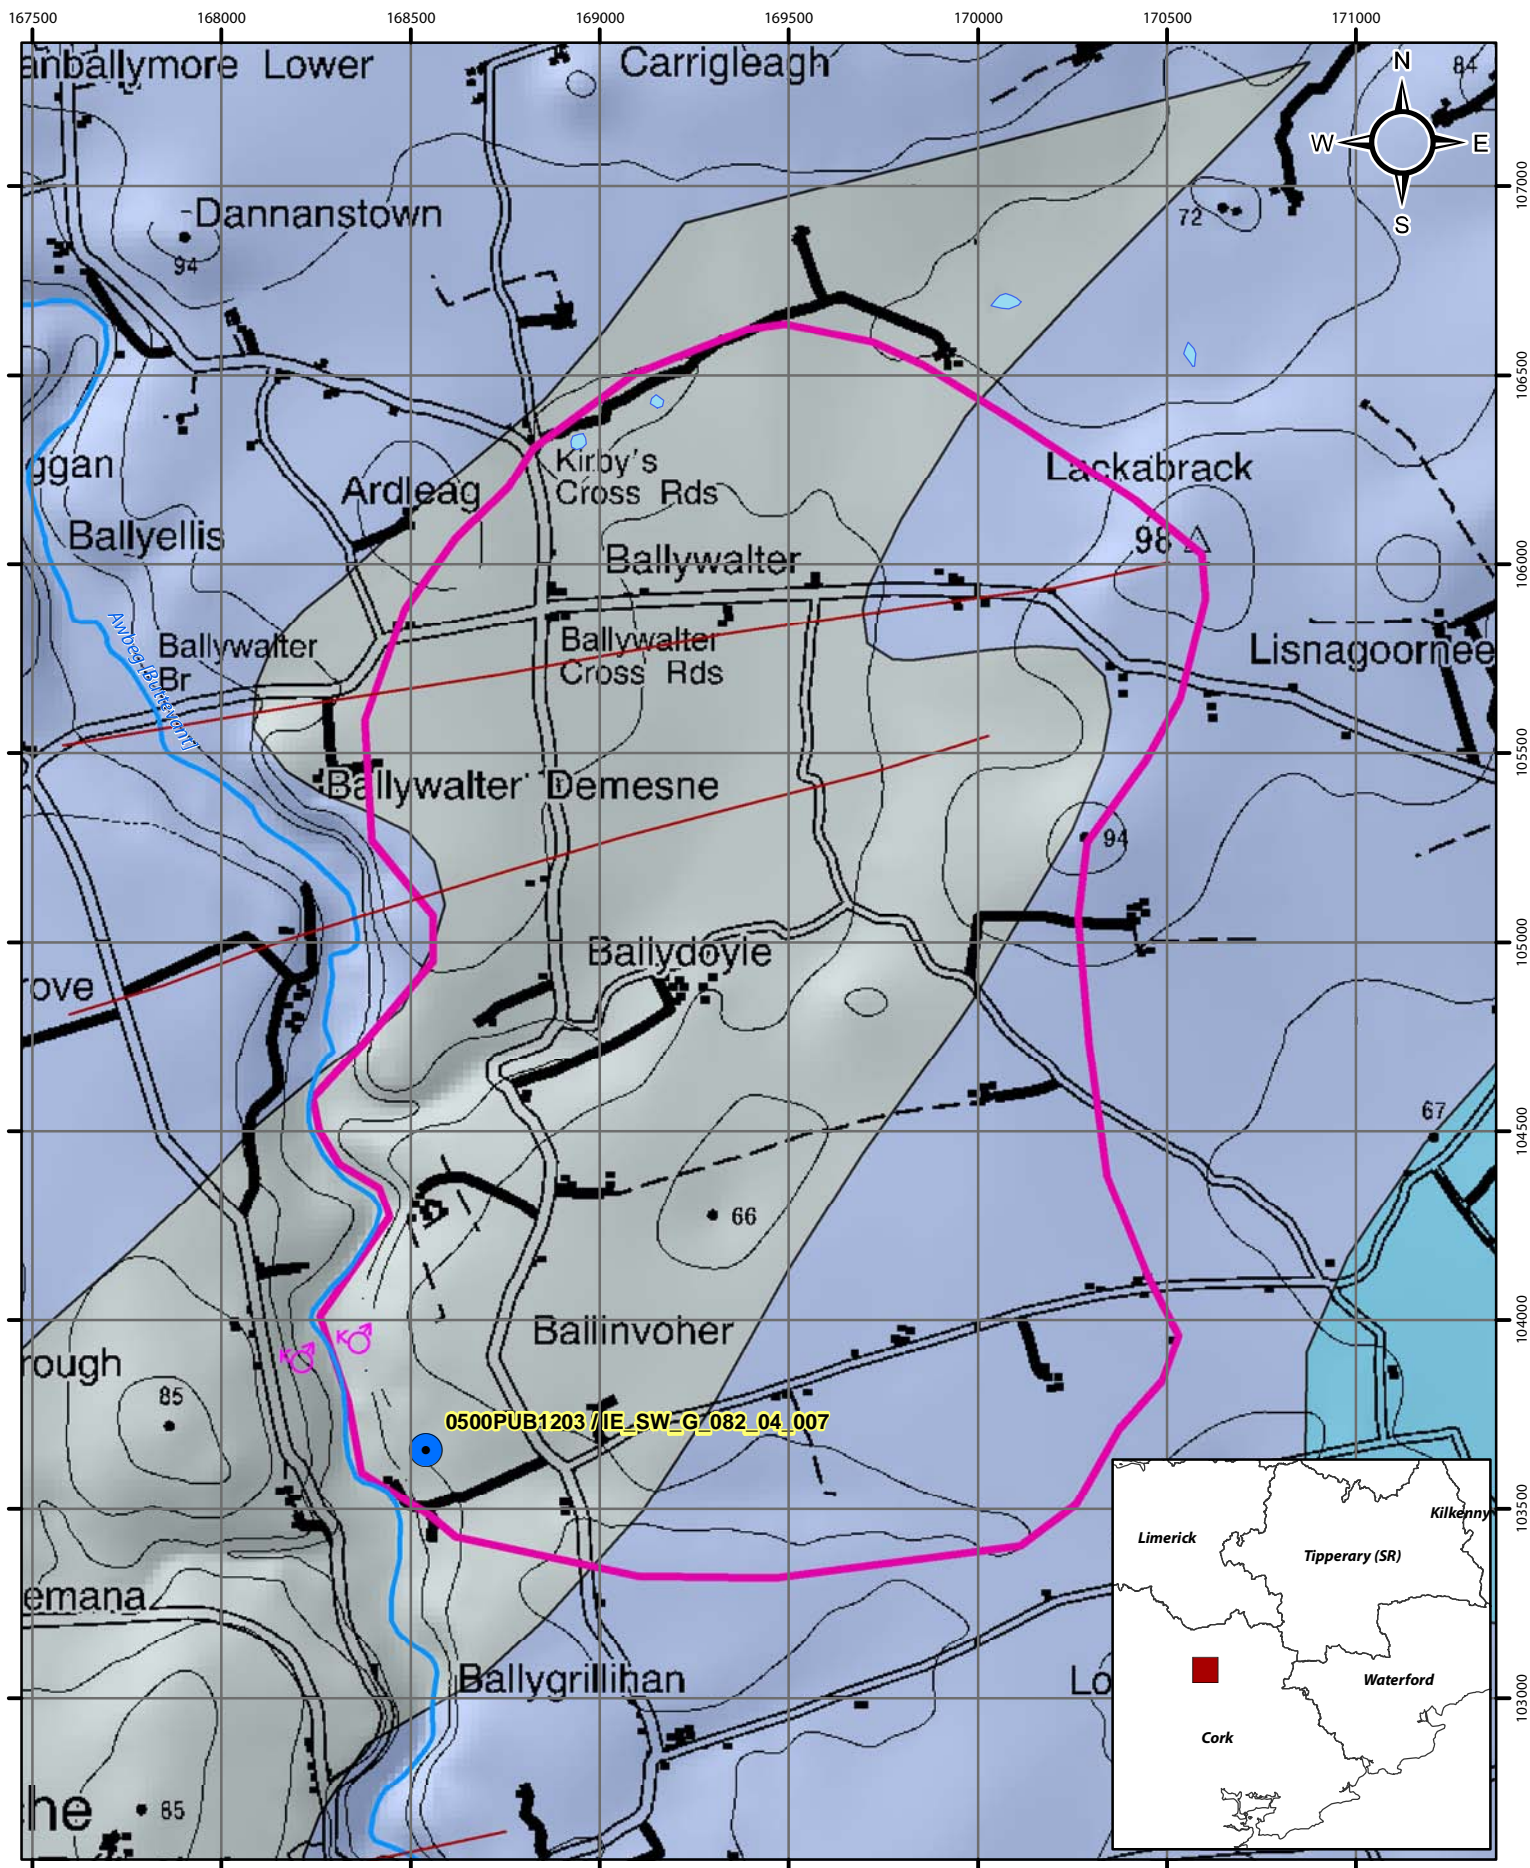 167500 168000 168500 169000 169500 170000 170500 171000
anballymore Lower
Carrigleagh
84
N
W E
S
107000
Dannanstown
94
72
106500
ggan
Ardleag
Kirby's
Cross Rds
Lackabrack
98
Ballyellis
Ballywalter
106000
Awbeg [Buttevant]
Ballywalter
Br
Ballywalter
Cross Rds
Lisnagoornee
105500
Ballywalter Demesne
94
105000
Ballydoyle
ove
104500
67
66
104000
Ballinvoher
K
K
rough
85
0500PUB1203 / IE_SW_G_082_04_007
103500
Kilkenny
Limerick
Tipperary (SR)
emana
Ballygrillihan
Lo
Waterford
103000
Cork
he
85